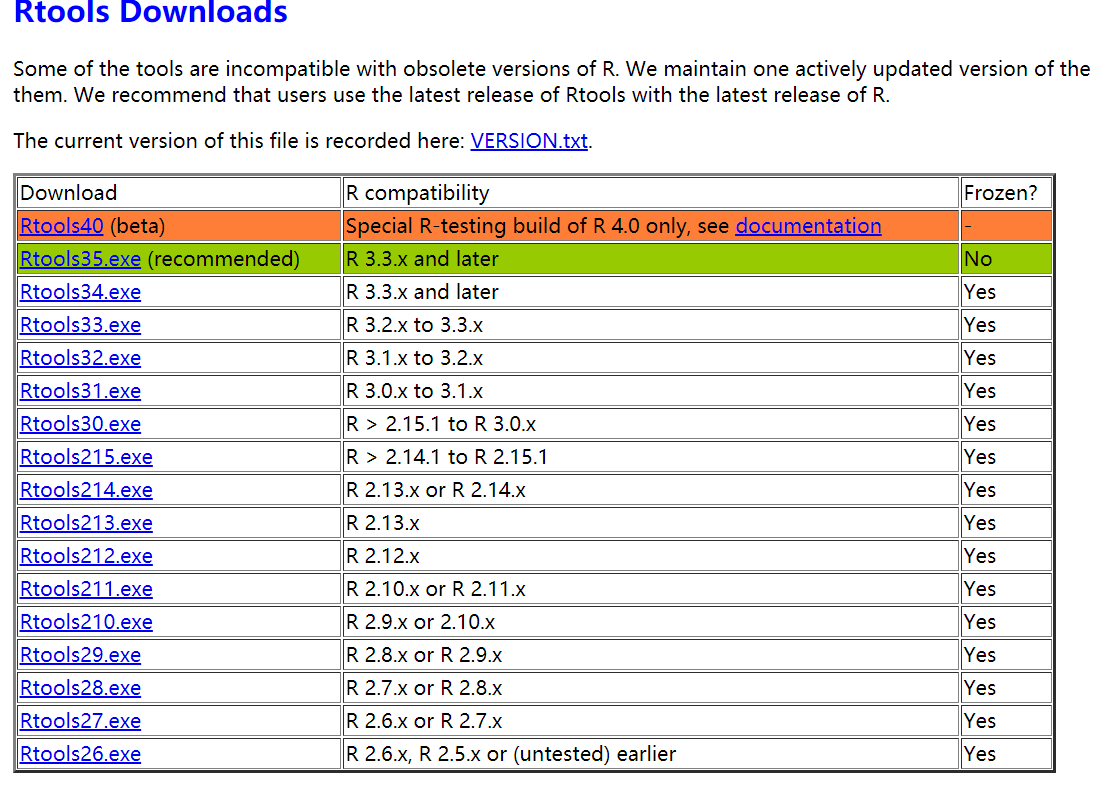 Rtools Downloads
Some of the tools are incompatible with obsolete versions of R. We maintain one actively updated version of the
them. We recommend that users use the latest release of Rtools with the latest release of R.
The current version of this file is recorded here: VERSION.txt.
Download R compatibility Frozen?
Rtools40 (beta) Special R-testing build of R 4.0 only, see documentation -
Rtools35.exe (recommended) R 3.3.x and later No
Rtools34.exe R 3.3.x and later Yes
Rtools33.exe R 3.2.x to 3.3.x Yes
Rtools32.exe R 3.1.x to 3.2.x Yes
Rtools31.exe R 3.0.x to 3.1.x Yes
Rtools30.exe R > 2.15.1 to R 3.0.x Yes
Rtools215.exe R > 2.14.1 to R 2.15.1 Yes
Rtools214.exe R 2.13.x or R 2.14.x Yes
Rtools213.exe R 2.13.x Yes
Rtools212.exe R 2.12.x Yes
Rtools211.exe R 2.10.x or R 2.11.x Yes
Rtools210.exe R 2.9.x or 2.10.x Yes
Rtools29.exe R 2.8.x or R 2.9.x Yes
Rtools28.exe R 2.7.x or R 2.8.x Yes
Rtools27.exe R 2.6.x or R 2.7.x Yes
Rtools26.exe R 2.6.x, R 2.5.x or (untested) earlier Yes